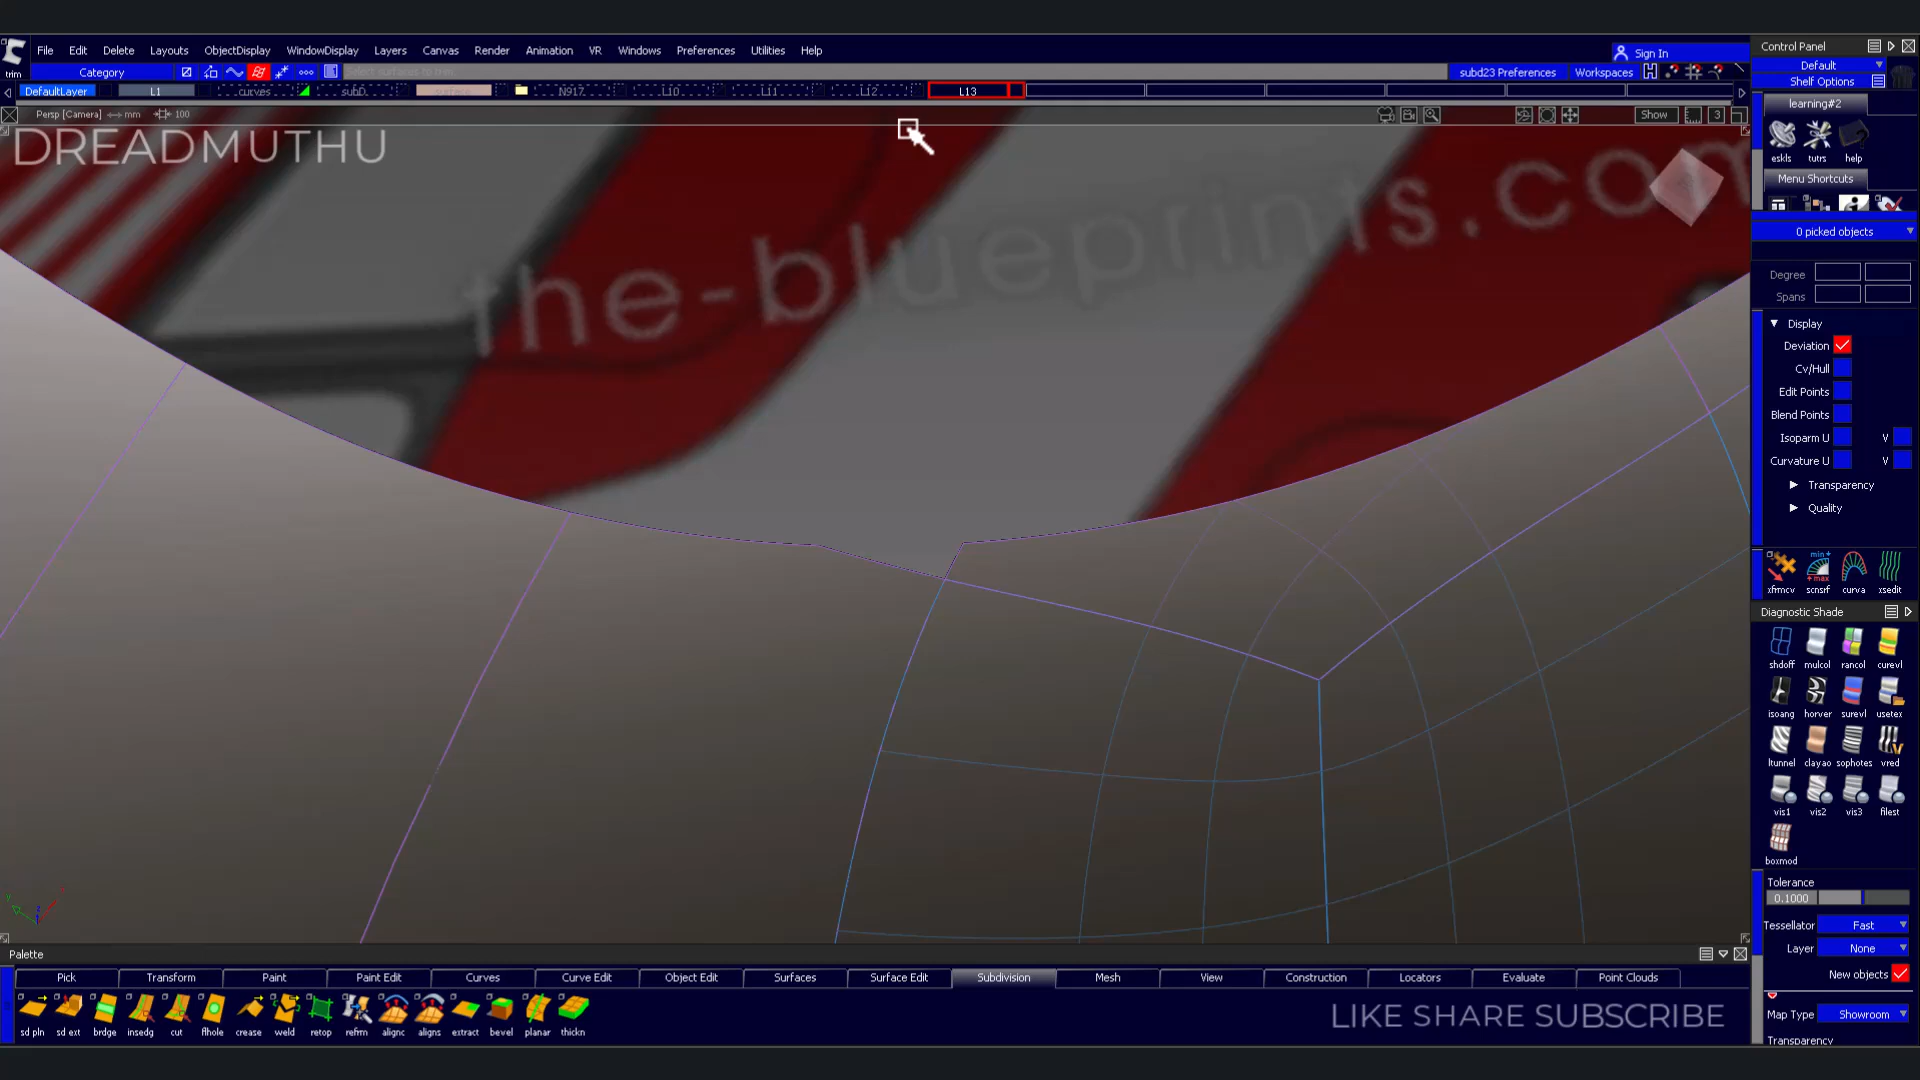 File Edit Delete Layouts ObjectDisplay WindowDisplay Layers Canvas Render Animation VR Windows Preferences Utilities Help
Sign In
Control Panel
trim
Category
Select surfaces to trim
subd23 Preferences
Workspaces
Default
Shelf Options
DefaultLayer L1 curves subD N917 L10 L11 L12 L13
Persp [Camera] mm 100
Show
3
learning#2
DREADMUTHU
the-blueprints.com
eskls tutrs help
Menu Shortcuts
0 picked objects
Degree
Spans
Display
Deviation
Cv/Hull
Edit Points
Blend Points
Isoparm U V
Curvature U V
Transparency
Quality
xfrmcv scnsrf curva xsedit
min+
+max
Diagnostic Shade
shdoff mulcol rancol curevl
isoang horver surevl usetex
ltunnel clayao sophotes vred
vis1 vis2 vis3 filest
boxmod
Tolerance
0.1000
Tessellator Fast
Layer None
New objects
Map Type Showroom
Transparency
Palette
Pick Transform Paint Paint Edit Curves Curve Edit Object Edit Surfaces Surface Edit Subdivision Mesh View Construction Locators Evaluate Point Clouds
sd pln sd ext brdge insedg cut flhole crease weld retop refrm alignc aligns extract bevel planar thickn
LIKE SHARE SUBSCRIBE